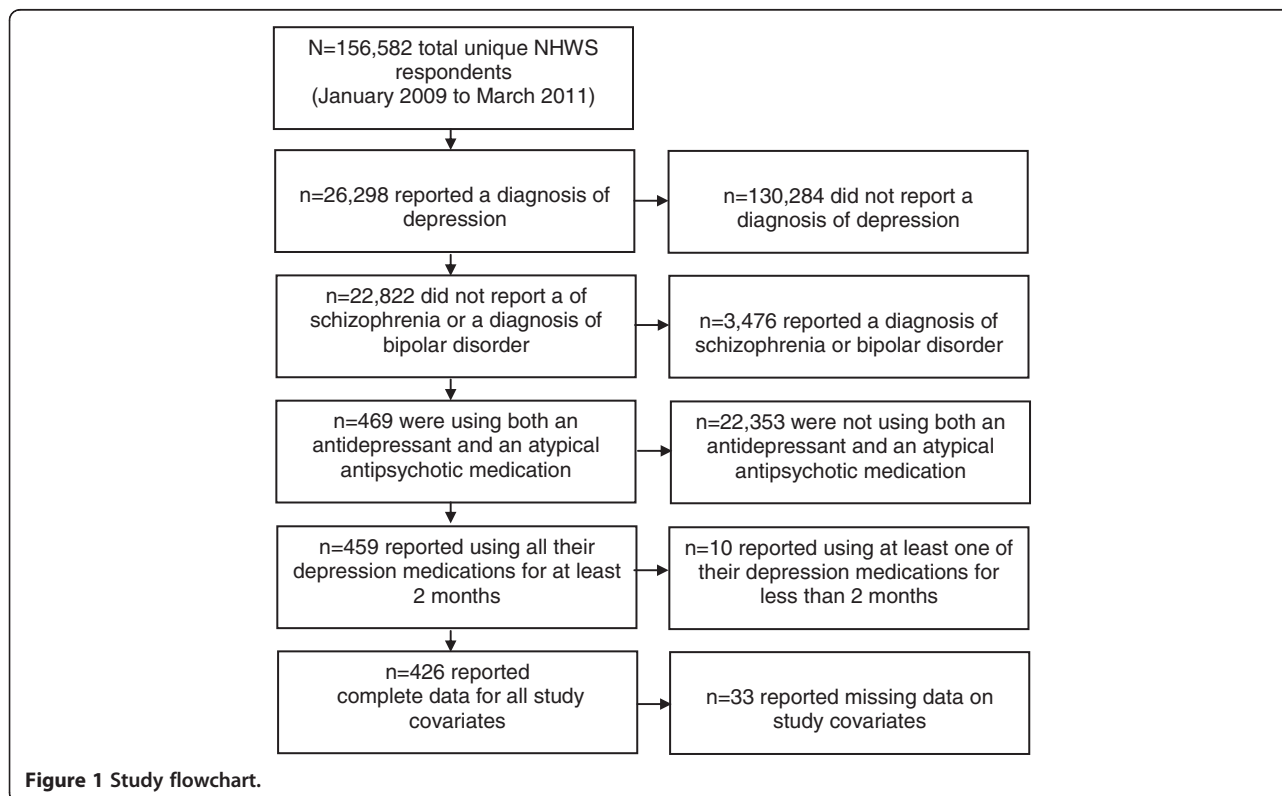 N=156,582 total unique NHWS
respondents
(January 2009 to March 2011)
n=26,298 reported a diagnosis of
depression
n=130,284 did not report a
diagnosis of depression
n=22,822 did not report a of
schizophrenia or a diagnosis of
bipolar disorder
n=3,476 reported a diagnosis of
schizophrenia or bipolar disorder
n=469 were using both an
antidepressant and an atypical
antipsychotic medication
n=22,353 were not using both an
antidepressant and an atypical
antipsychotic medication
n=459 reported using all their
depression medications for at least
2 months
n=10 reported using at least one of
their depression medications for
less than 2 months
n=426 reported
complete data for all study
covariates
n=33 reported missing data on
study covariates
Figure 1 Study flowchart.